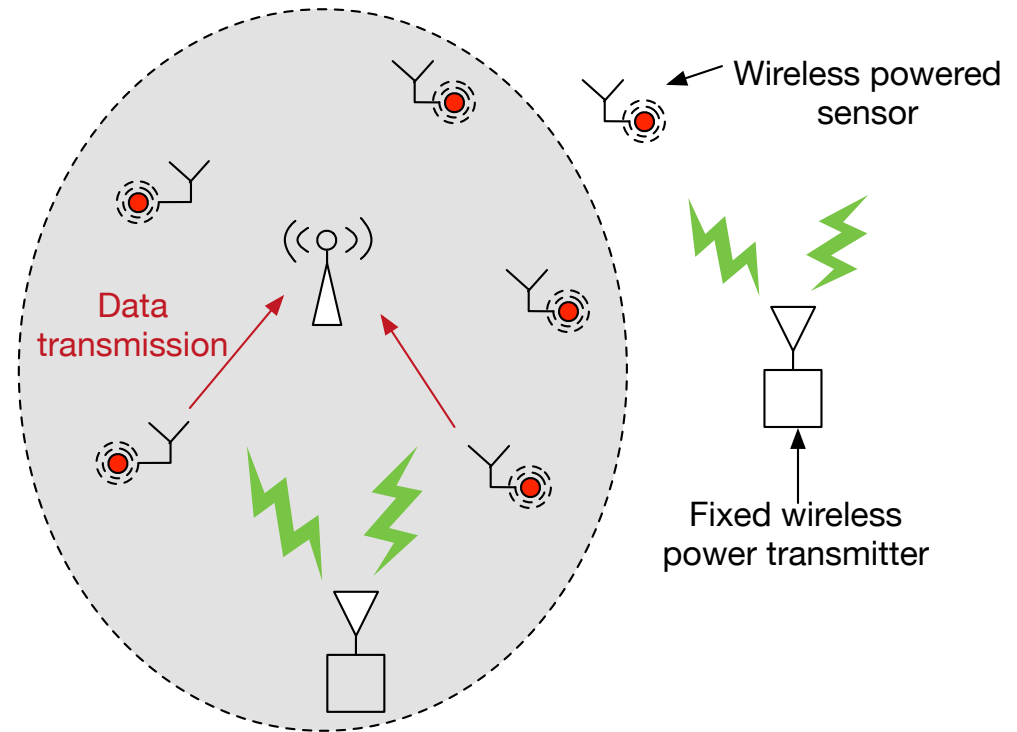 Wireless powered
sensor
Data
transmission
Fixed wireless
power transmitter